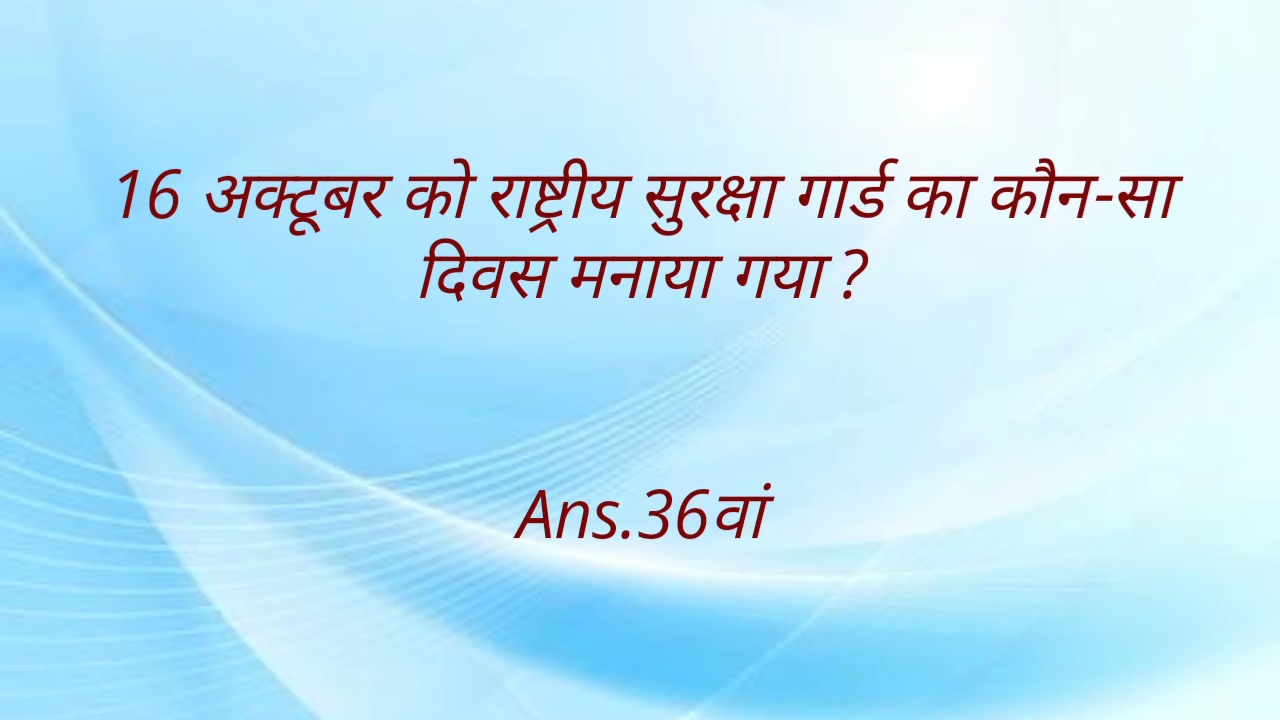 16 अक्टूबर को राष्ट्रीय सुरक्षा गार्ड का कौन-सा
दिवस मनाया गया ?
Ans.36वां